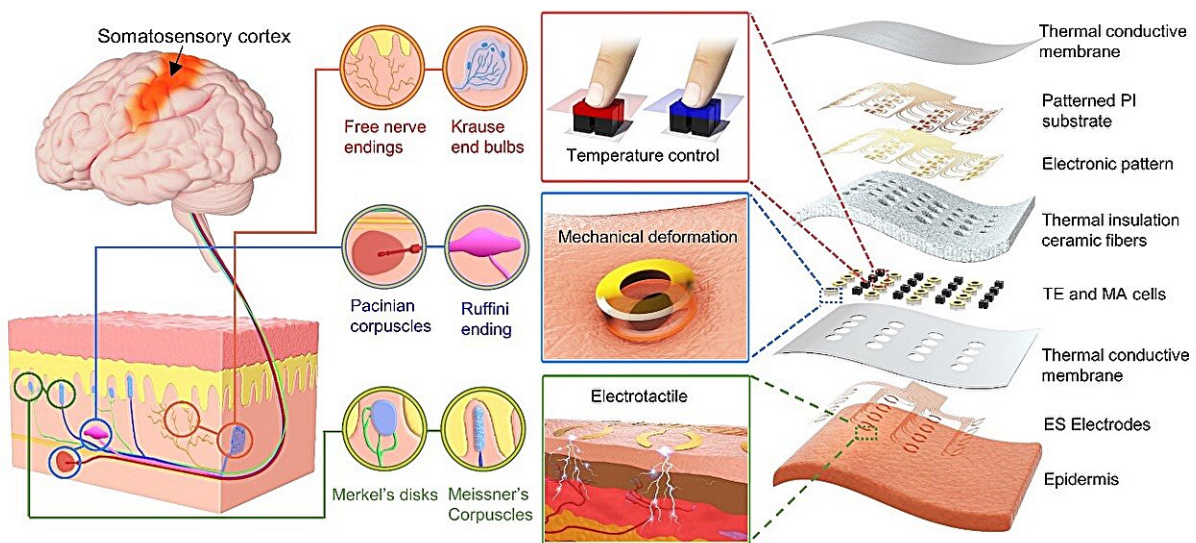 Somatosensory cortex
Free nerve
endings
Krause
end bulbs
Pacinian
corpuscles
Ruffini
ending
Merkel's disks
Meissner's
Corpuscles
Temperature control
Mechanical deformation
Electrotactile
Thermal conductive
membrane
Patterned PI
substrate
Electronic pattern
Thermal insulation
ceramic fibers
TE and MA cells
Thermal conductive
membrane
ES Electrodes
Epidermis